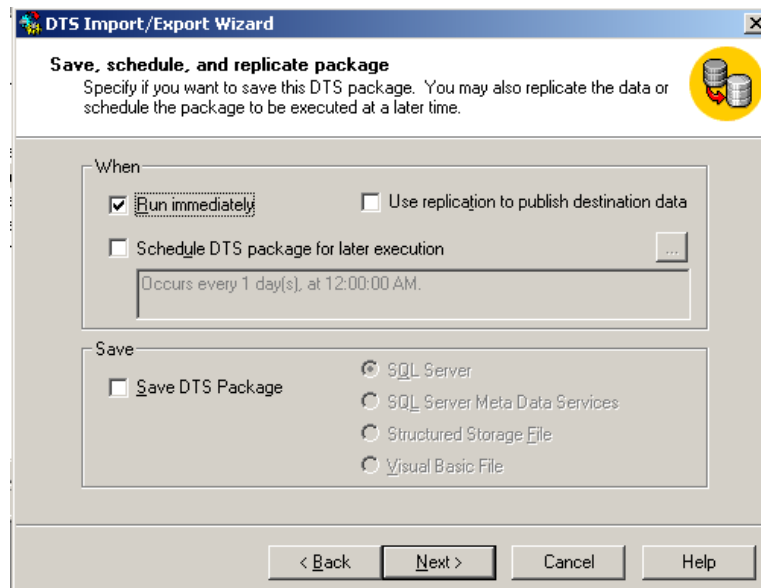 DTS Import/Export Wizard
Save, schedule, and replicate package
Specify if you want to save this DTS package. You may also replicate the data or
schedule the package to be executed at a later time.
When
Run immediately
Use replication to publish destination data
Schedule DTS package for later execution
...
Occurs every 1 day(s), at 12:00:00 AM.
Save
Save DTS Package
SQL Server
SQL Server Meta Data Services
Structured Storage File
Visual Basic File
< Back
Next >
Cancel
Help